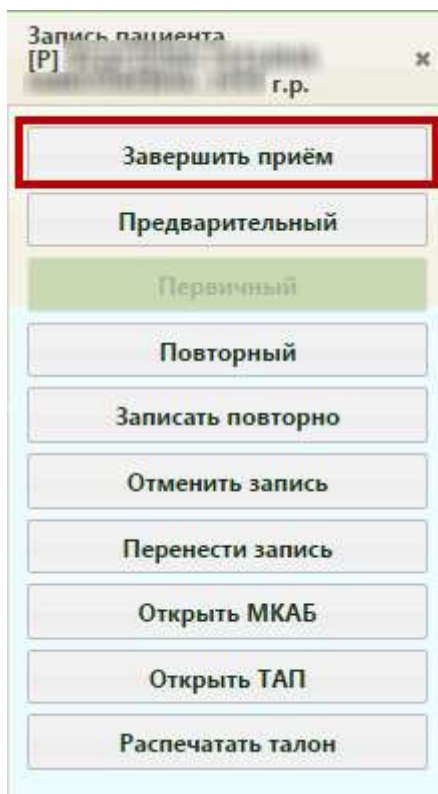 Запись пациента
[Р]
г.р.
Завершить приём
Предварительный
Первичный
Повторный
Записать повторно
Отменить запись
Перенести запись
Открыть МКАБ
Открыть ТАП
Распечатать талон